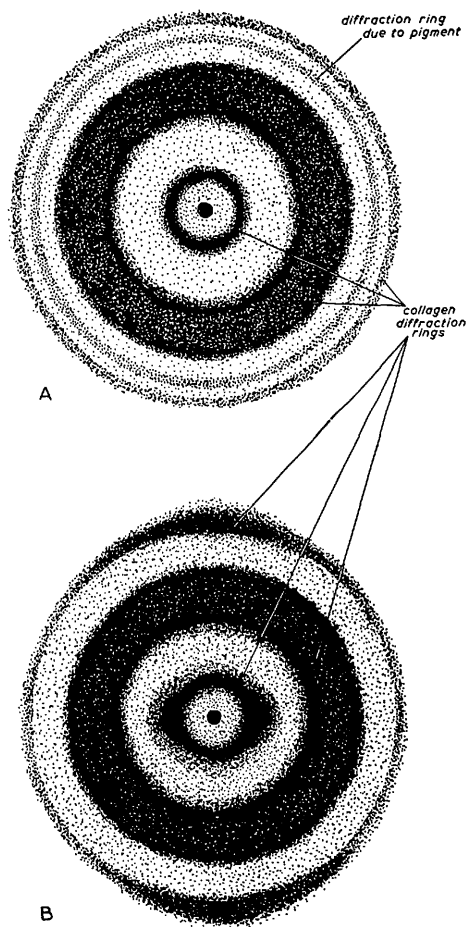 diffraction ring
due to pigment
collagen
diffraction
rings
A
B